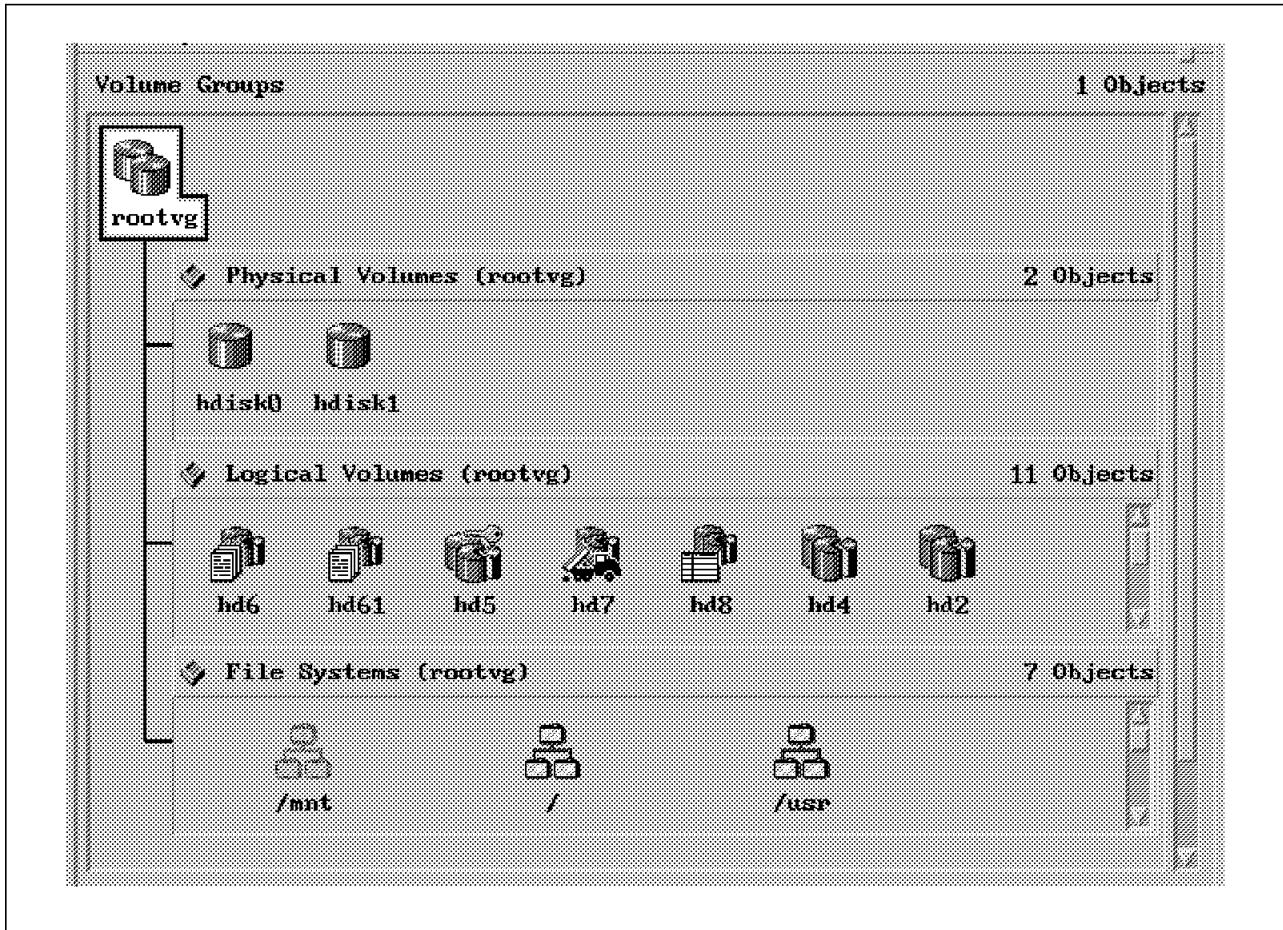 Volume Groups 1 Objects
rootvg
Physical Volumes (rootvg) 2 Objects
hdisk0 hdisk1
Logical Volumes (rootvg) 11 Objects
hd6 hd61 hd5 hd7 hd8 hd4 hd2
File Systems (rootvg) 7 Objects
/mnt / /usr